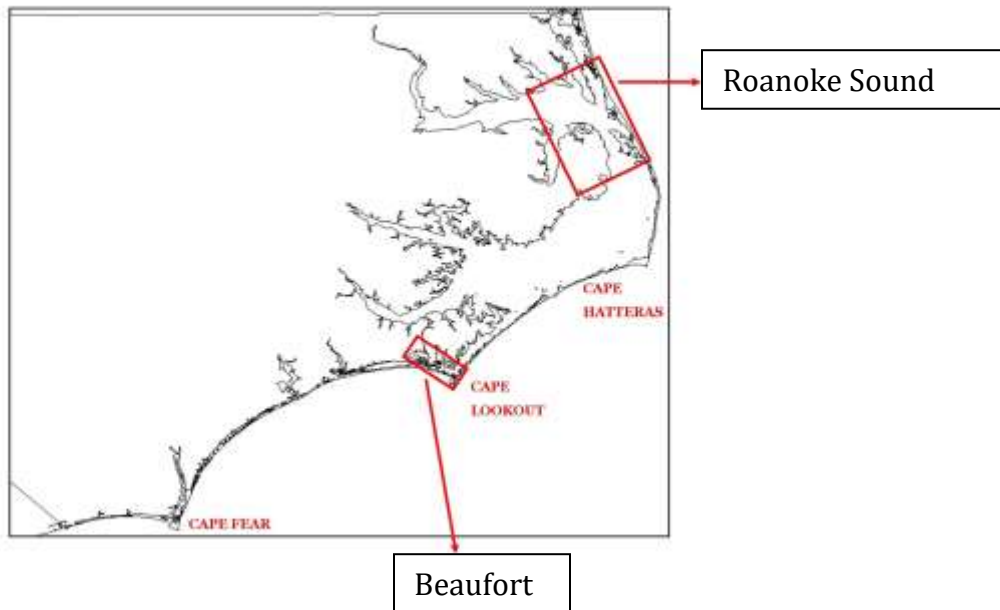 Roanoke Sound
CAPE
HATTERAS
CAPE
LOOKOUT
CAPE FEAR
Beaufort